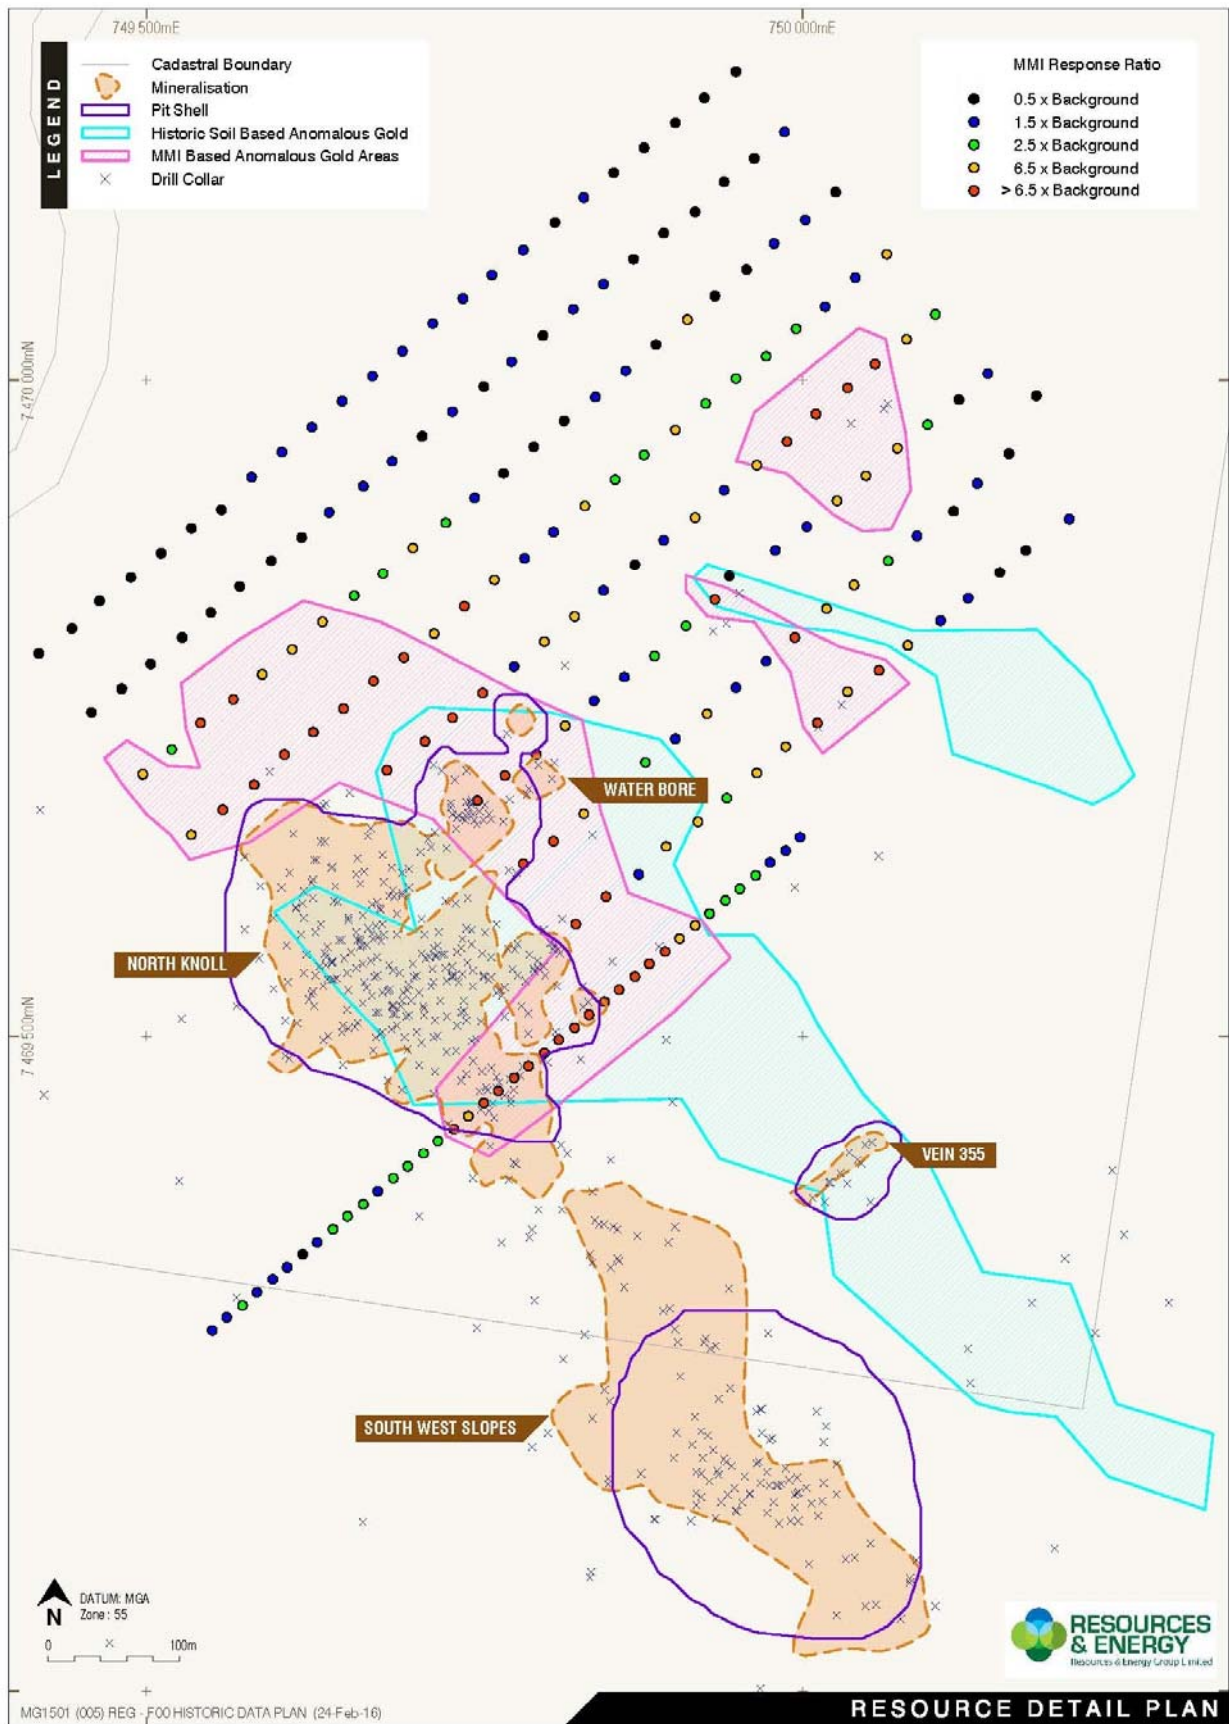 749 500mE
750 000mE
LEGEND
Cadastral Boundary
Mineralisation
Pit Shell
Historic Soil Based Anomalous Gold
MMI Based Anomalous Gold Areas
Drill Collar
MMI Response Ratio
0.5 x Background
1.5 x Background
2.5 x Background
6.5 x Background
> 6.5 x Background
7 470 000mN
WATER BORE
NORTH KNOLL
7 469 500mN
VEIN 355
SOUTH WEST SLOPES
N
DATUM: MGA
Zone: 55
0 100m
RESOURCES
& ENERGY
Resources & Energy Group Limited
MG1501 (005) REG - F00 HISTORIC DATA PLAN (24-Feb-16)
RESOURCE DETAIL PLAN